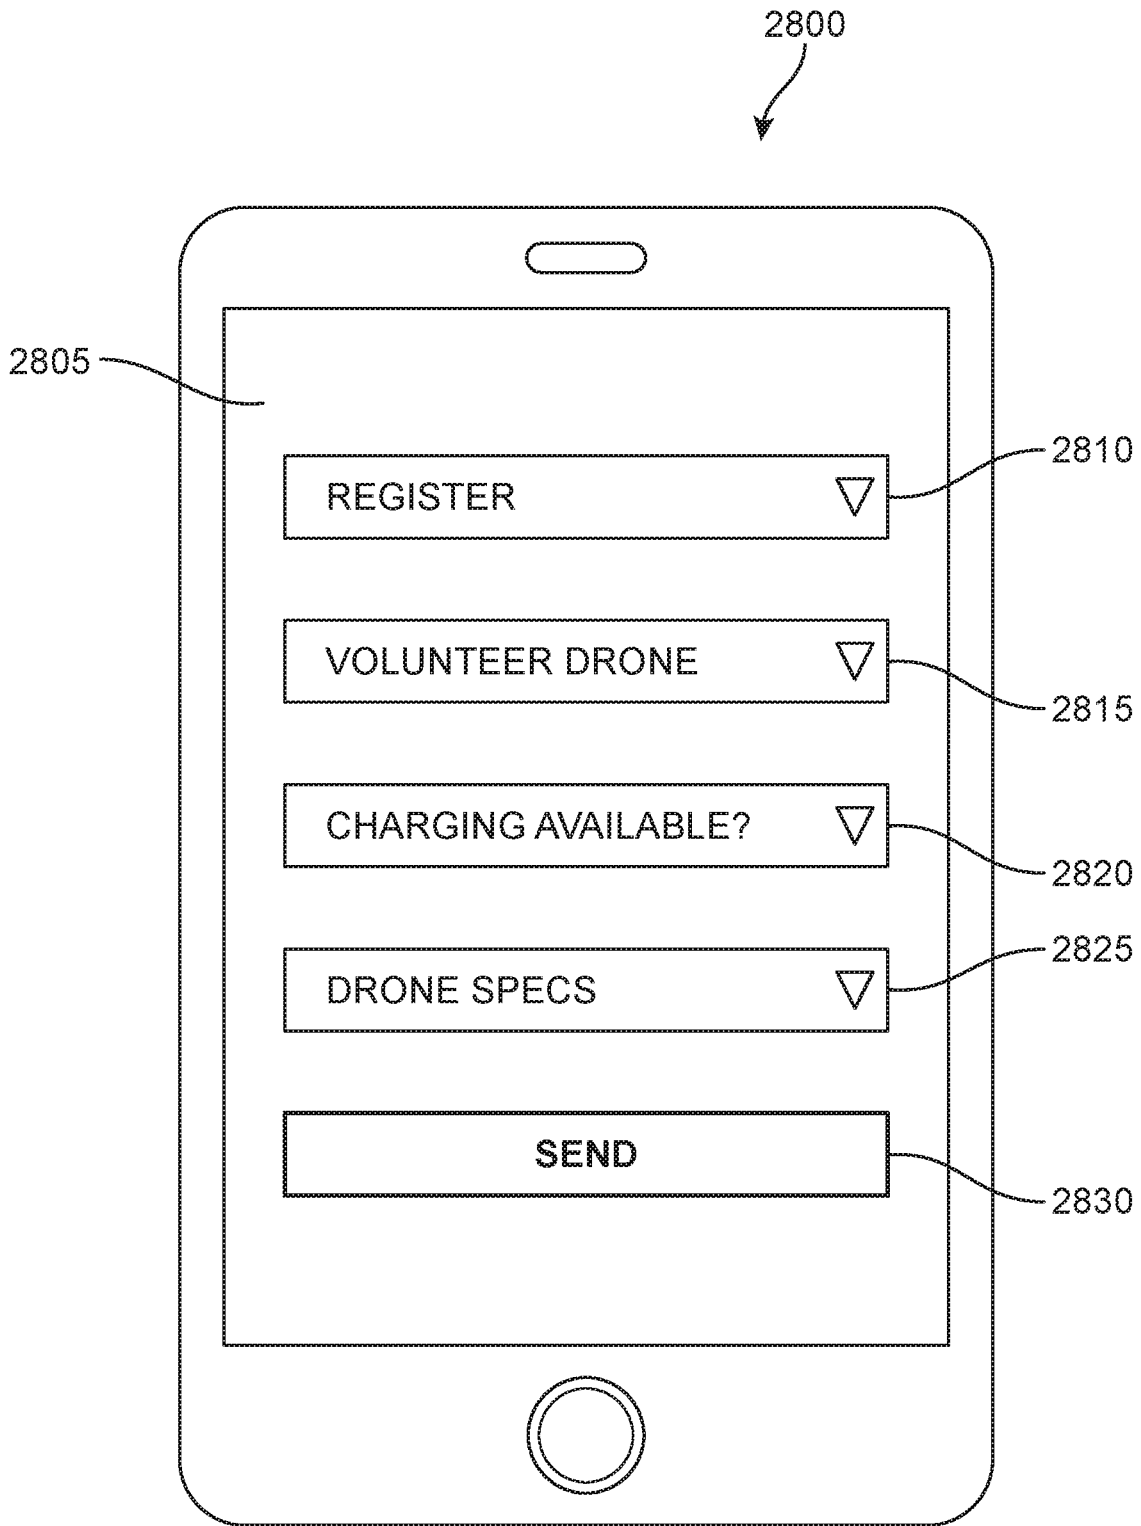 2800
2805
2810
REGISTER
VOLUNTEER DRONE
2815
CHARGING AVAILABLE?
2820
2825
DRONE SPECS
SEND
2830